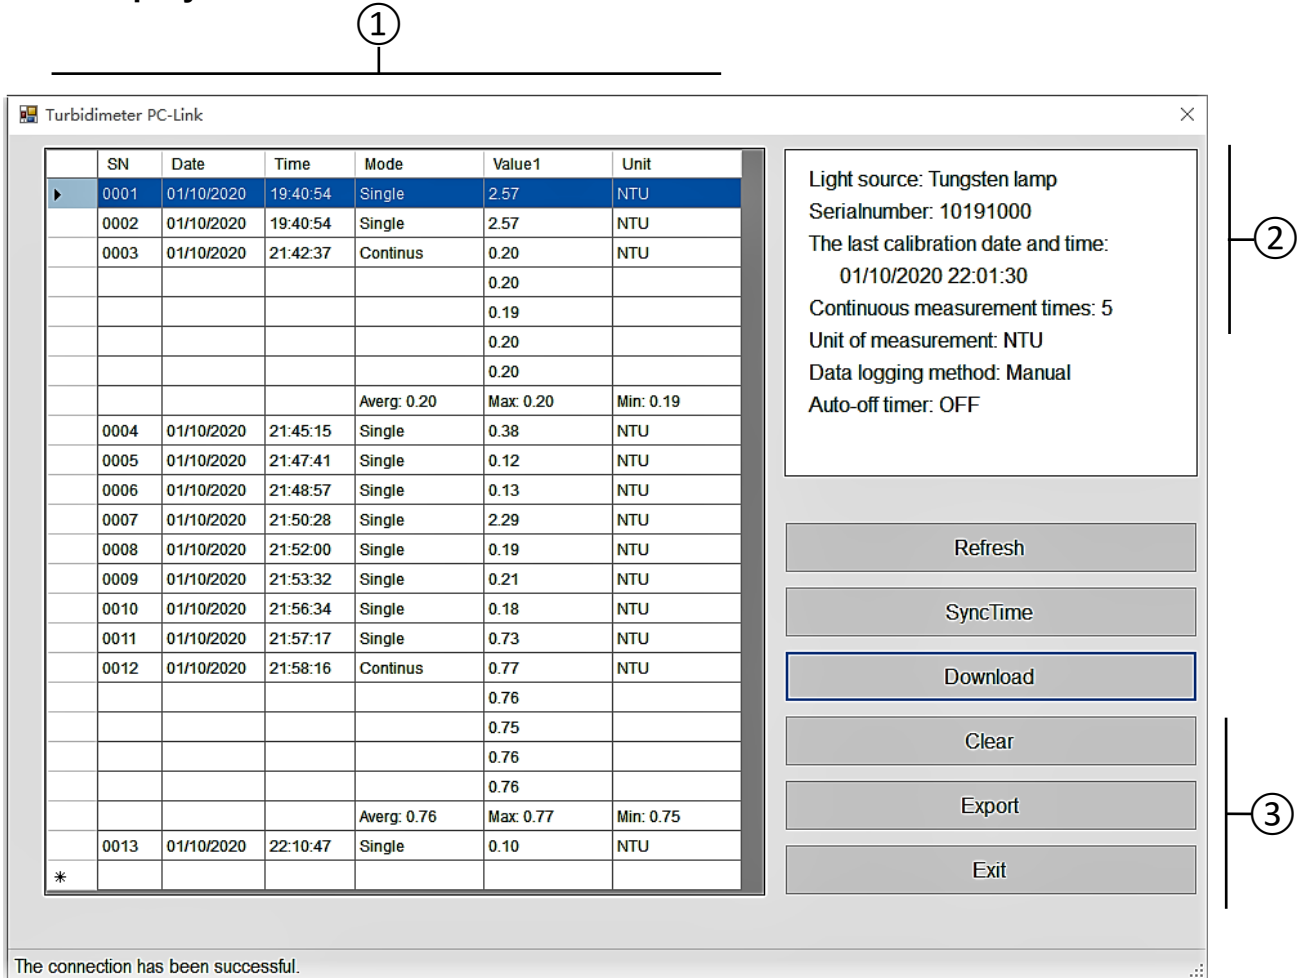 ①
Turbidimeter PC-Link
SN Date Time Mode Value1 Unit
0001 01/10/2020 19:40:54 Single 2.57 NTU
0002 01/10/2020 19:40:54 Single 2.57 NTU
0003 01/10/2020 21:42:37 Continus 0.20 NTU
0.20
0.19
0.20
0.20
Averg: 0.20 Max: 0.20 Min: 0.19
0004 01/10/2020 21:45:15 Single 0.38 NTU
0005 01/10/2020 21:47:41 Single 0.12 NTU
0006 01/10/2020 21:48:57 Single 0.13 NTU
0007 01/10/2020 21:50:28 Single 2.29 NTU
0008 01/10/2020 21:52:00 Single 0.19 NTU
0009 01/10/2020 21:53:32 Single 0.21 NTU
0010 01/10/2020 21:56:34 Single 0.18 NTU
0011 01/10/2020 21:57:17 Single 0.73 NTU
0012 01/10/2020 21:58:16 Continus 0.77 NTU
0.76
0.75
0.76
0.76
Averg: 0.76 Max: 0.77 Min: 0.75
0013 01/10/2020 22:10:47 Single 0.10 NTU
*
Light source: Tungsten lamp
Serialnumber: 10191000
The last calibration date and time:
01/10/2020 22:01:30
Continuous measurement times: 5
Unit of measurement: NTU
Data logging method: Manual
Auto-off timer: OFF
②
Refresh
SyncTime
Download
Clear
Export
Exit
③
The connection has been successful.